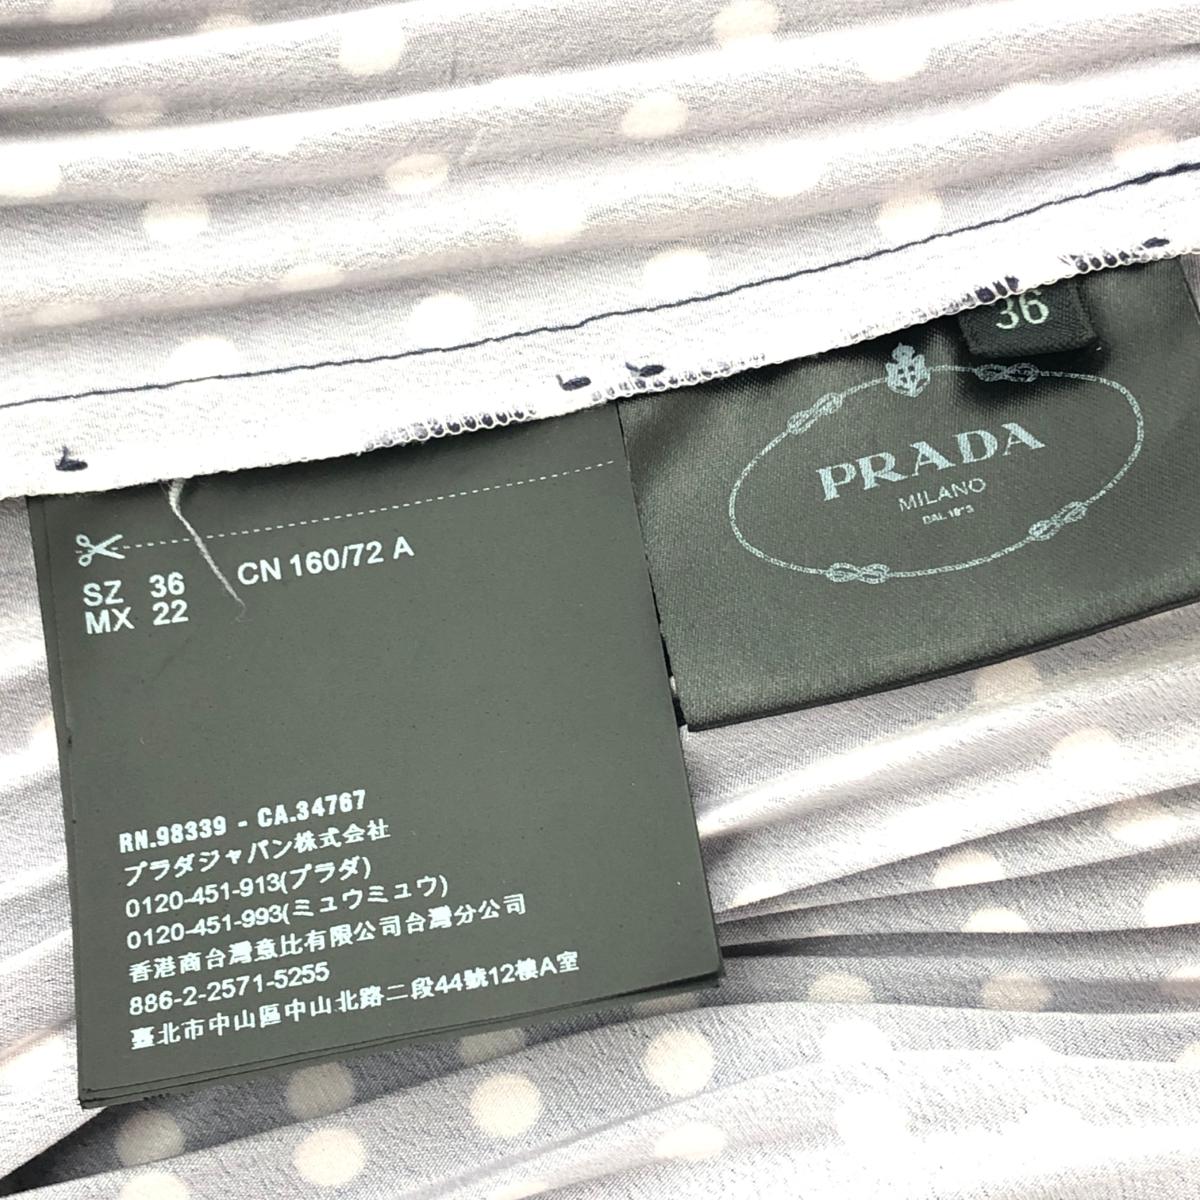 36
PRADA
MILANO
DAL 1913
SZ 36 CN 160/72 A
MX 22
RN.98339 - CA.34767
プラダジャパン株式会社
0120-451-913(プラダ)
0120-451-993(ミュウミュウ)
香港商台灣意比有限公司台灣分公司
886-2-2571-5255
臺北市中山區中山北路二段44號12樓A室